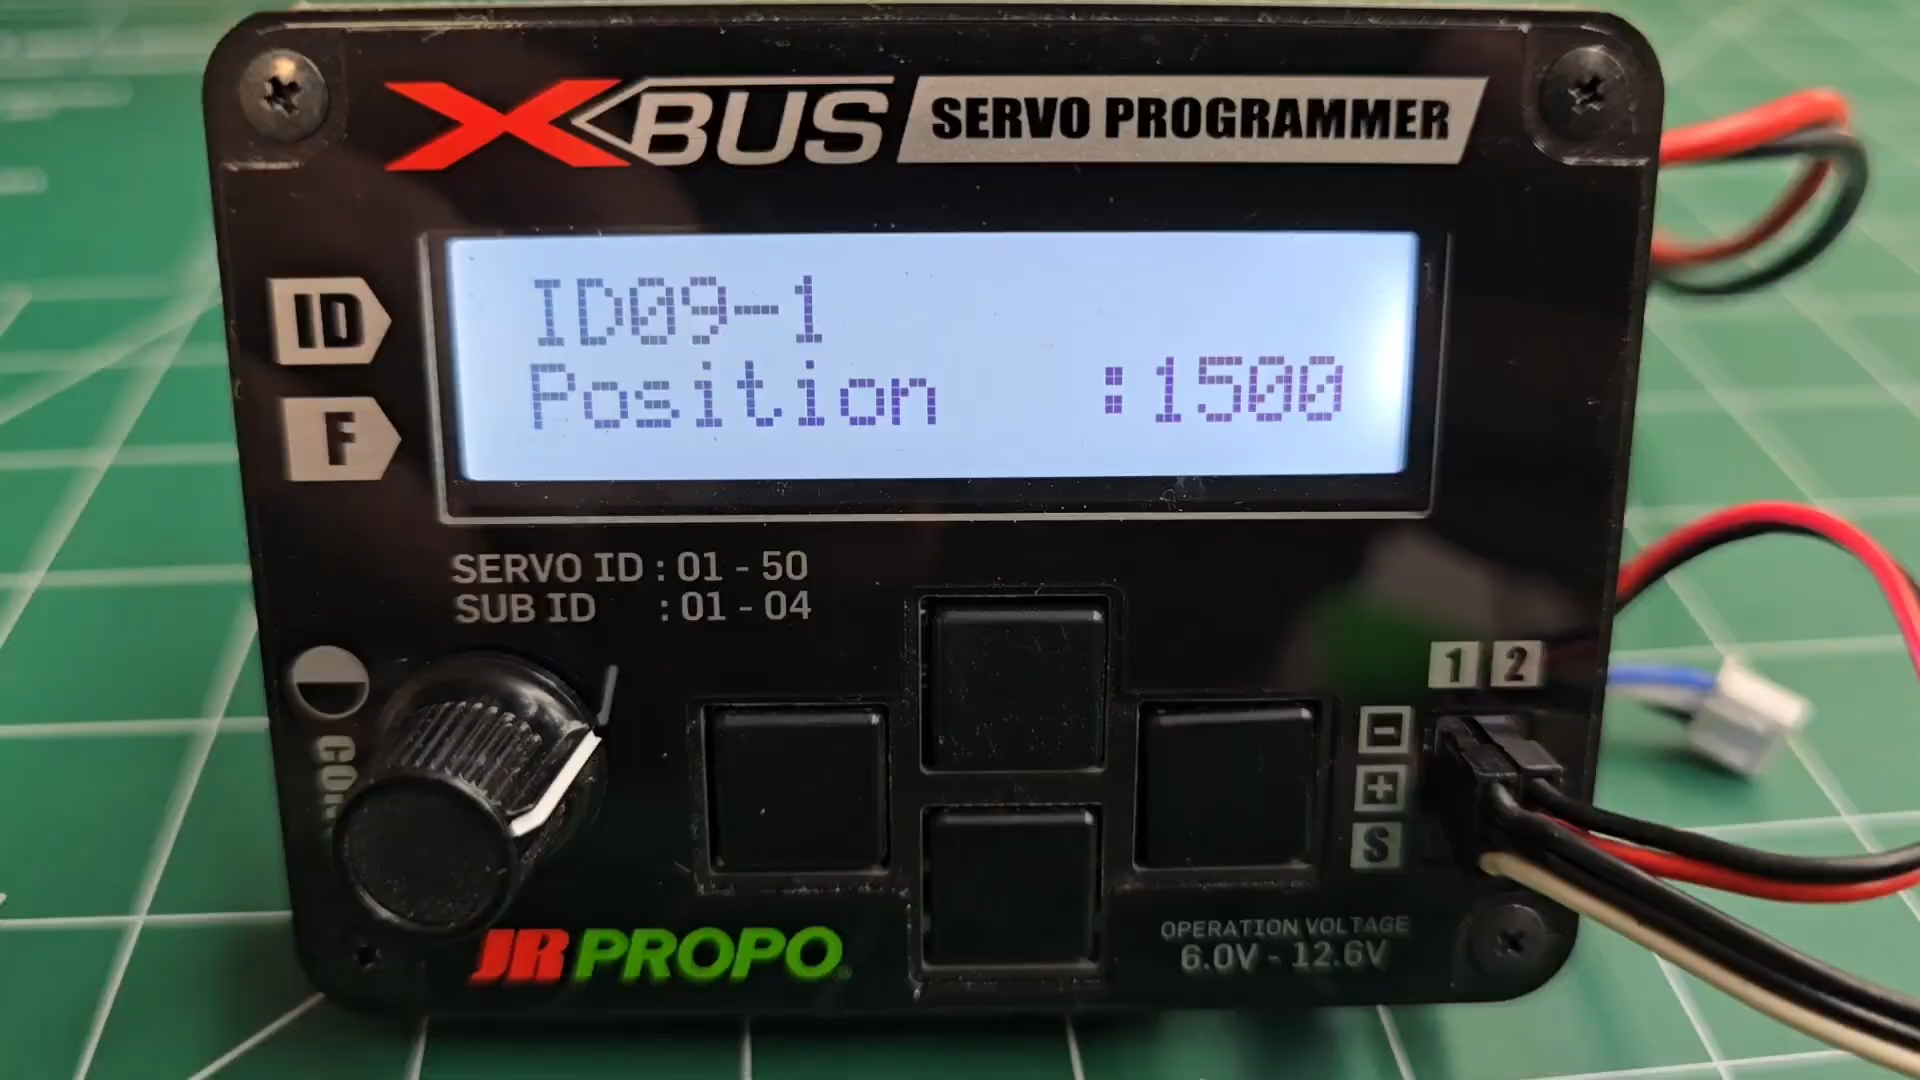 XBUS SERVO PROGRAMMER
ID
ID09-1
F
Position :1500
SERVO ID : 01 - 50
SUB ID : 01 - 04
1 2
-
+
S
JR PROPO
OPERATION VOLTAGE
6.0V - 12.6V